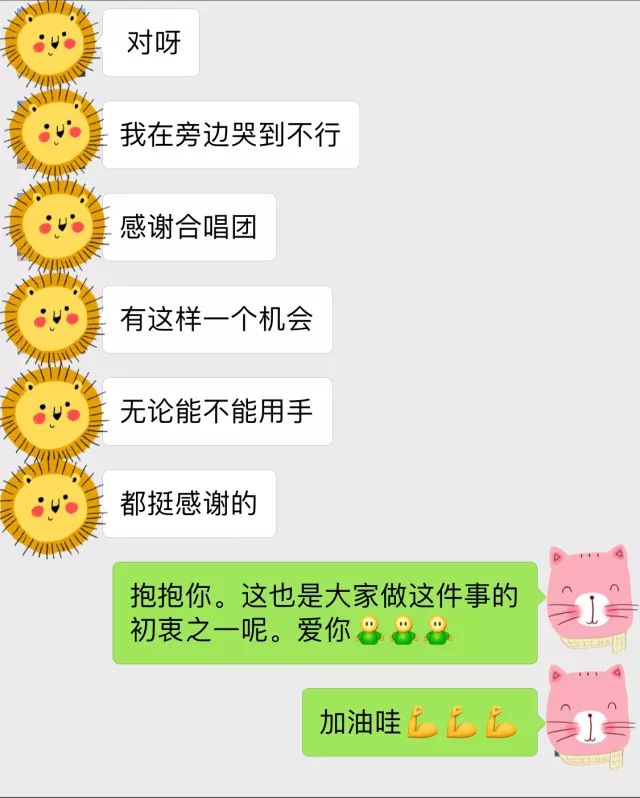 对呀
我在旁边哭到不行
感谢合唱团
有这样一个机会
无论能不能用手
都挺感谢的
抱抱你。这也是大家做这件事的
初衷之一呢。爱你
加油哇💪💪💪